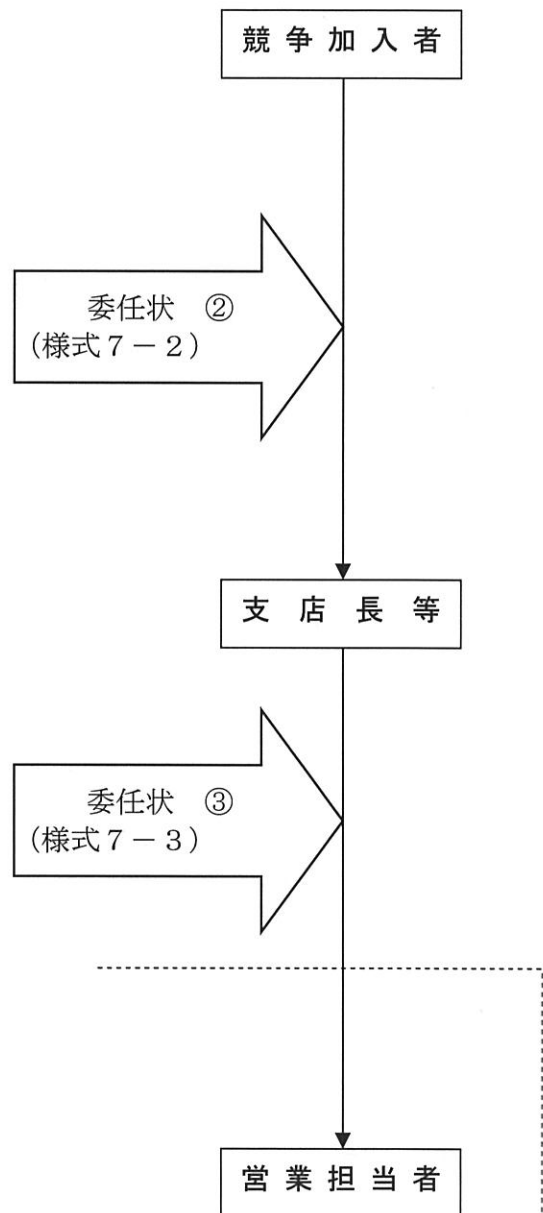 競争加入者
委任状　②
（様式７－２）
支店長等
委任状　③
（様式７－３）
営業担当者